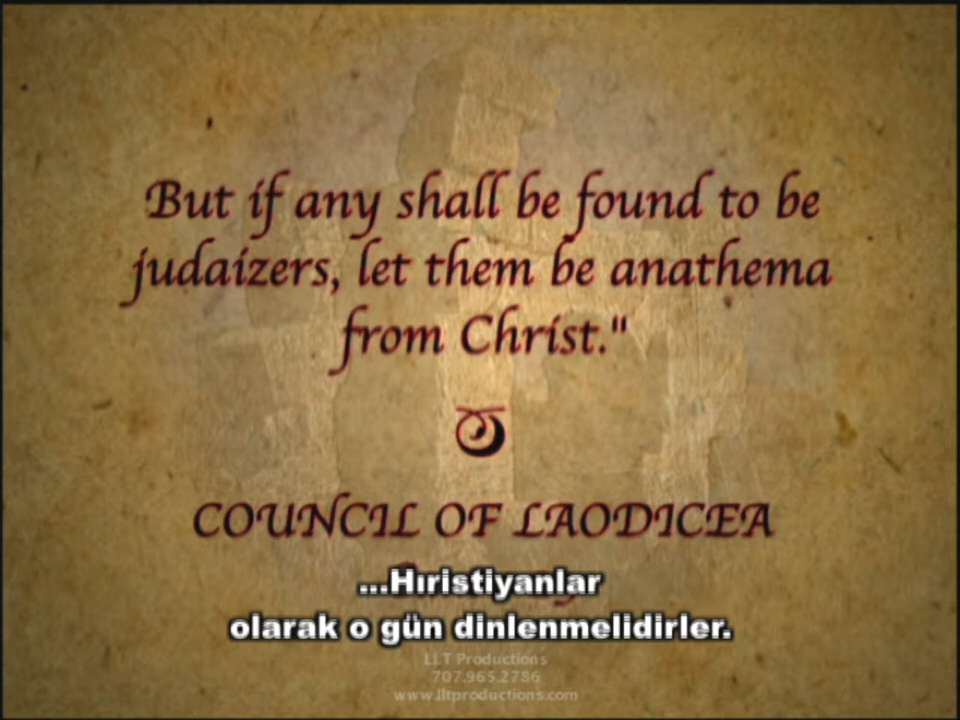 But if any shall be found to be
judaizers, let them be anathema
from Christ."
COUNCIL OF LAODICEA
...Hıristiyanlar
olarak o gün dinlenmelidirler.
LLT Productions
707.965.2786
www.lltproductions.com